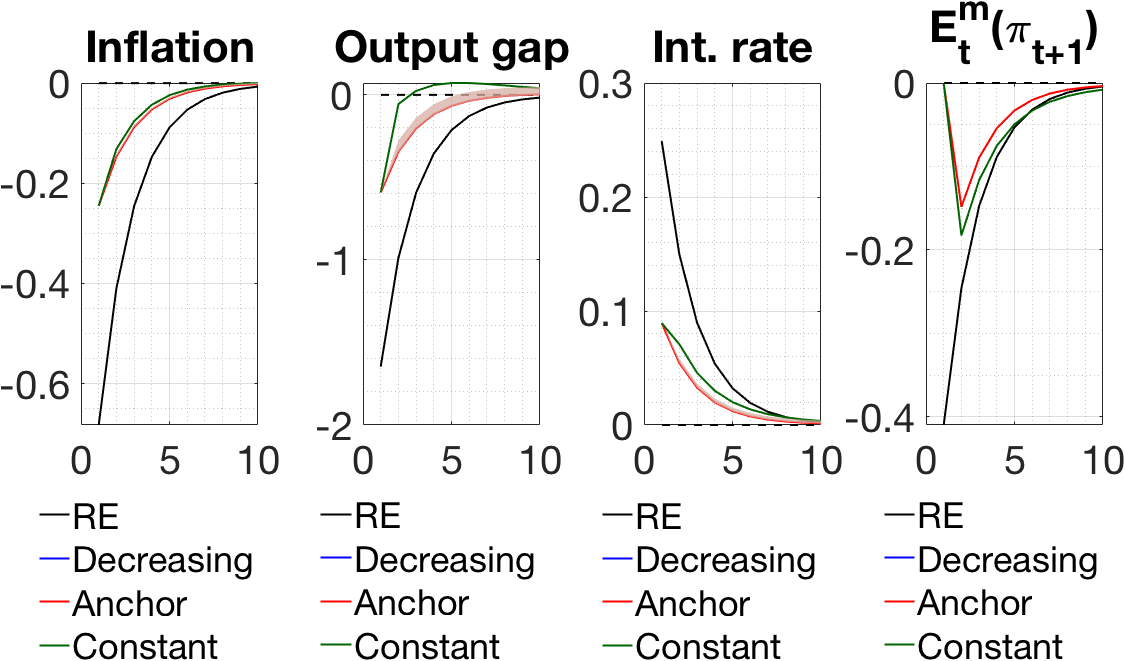 Inflation
0
-0.2
-0.4
-0.6
0 5 10
RE
Decreasing
Anchor
Constant
Output gap
0
-1
-2
0 5 10
RE
Decreasing
Anchor
Constant
Int. rate
0.3
0.2
0.1
0
0 5 10
RE
Decreasing
Anchor
Constant
E_t^m(π_{t+1})
0
-0.2
-0.4
0 5 10
RE
Decreasing
Anchor
Constant